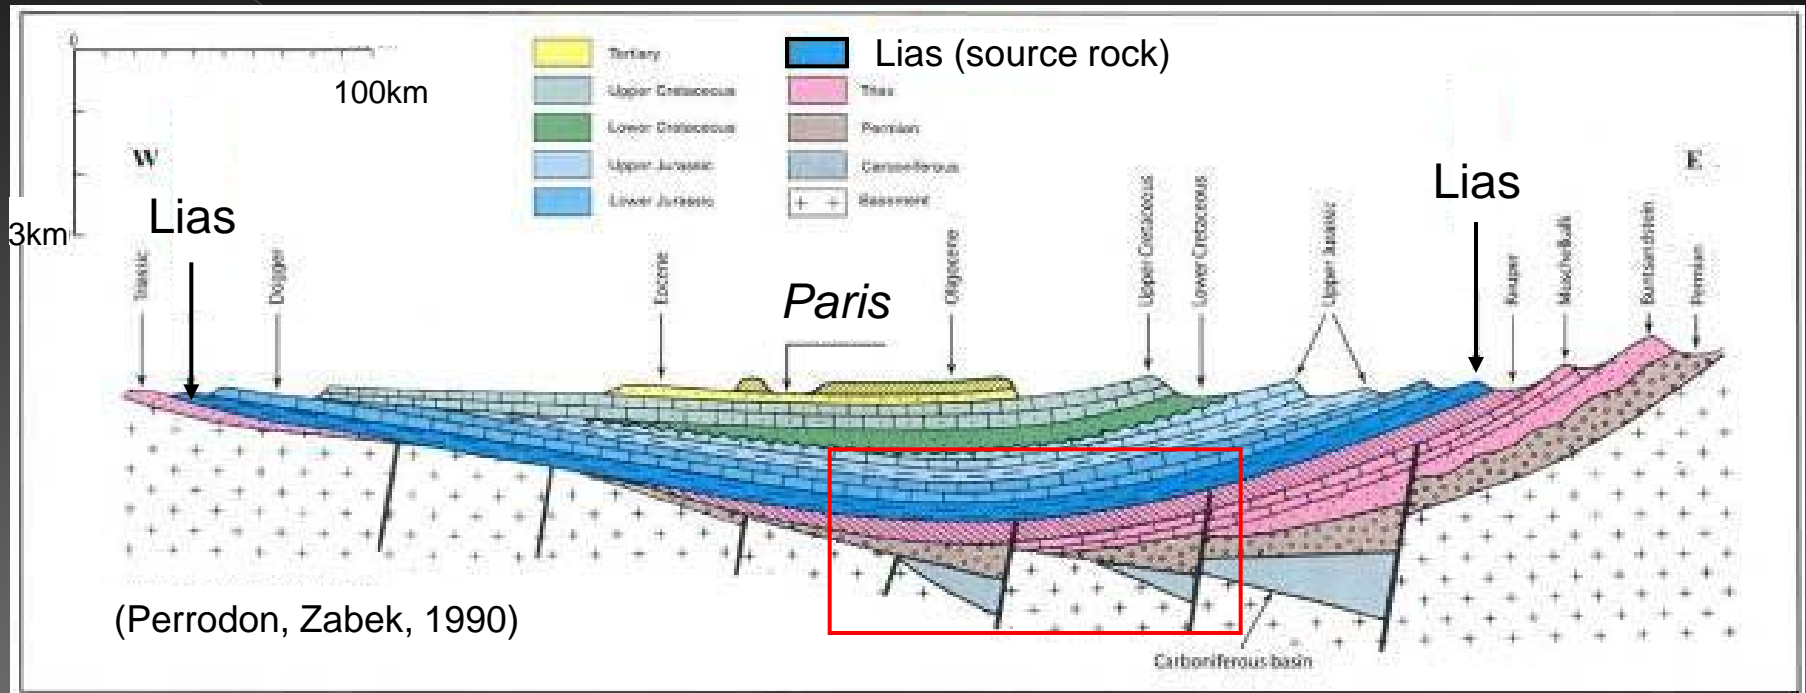 0
100km
3km
Tertiary
Upper Cretaceous
Lower Cretaceous
Upper Jurassic
Lower Jurassic
Lias (source rock)
Trias
Permian
Carboniferous
Basement
W
E
Lias
Lias
Triassic
Dogger
Eocene
Paris
Oligocene
Upper Cretaceous
Lower Cretaceous
Upper Jurassic
Keuper
Muschelkalk
Buntsandstein
Permian
(Perrodon, Zabek, 1990)
Carboniferous basin